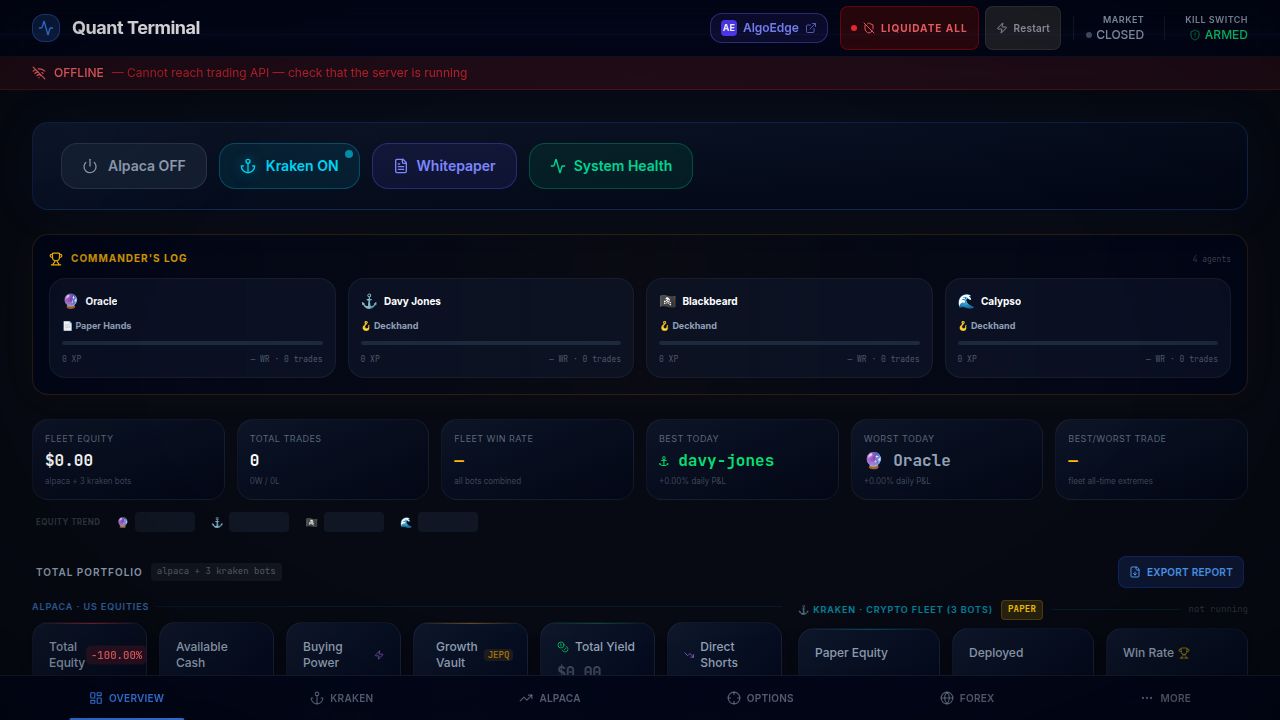 Quant Terminal
AE AlgoEdge
LIQUIDATE ALL
Restart
MARKET
CLOSED
KILL SWITCH
ARMED
OFFLINE — Cannot reach trading API — check that the server is running
Alpaca OFF
Kraken ON
Whitepaper
System Health
COMMANDER'S LOG
4 agents
Oracle
Paper Hands
0 XP
— WR · 0 trades
Davy Jones
Deckhand
0 XP
— WR · 0 trades
Blackbeard
Deckhand
0 XP
— WR · 0 trades
Calypso
Deckhand
0 XP
— WR · 0 trades
FLEET EQUITY
$0.00
alpaca + 3 kraken bots
TOTAL TRADES
0
0W / 0L
FLEET WIN RATE
—
all bots combined
BEST TODAY
davy-jones
+0.00% daily P&L
WORST TODAY
Oracle
+0.00% daily P&L
BEST/WORST TRADE
—
fleet all-time extremes
EQUITY TREND
TOTAL PORTFOLIO
alpaca + 3 kraken bots
EXPORT REPORT
ALPACA · US EQUITIES
KRAKEN · CRYPTO FLEET (3 BOTS)
PAPER
not running
Total
Equity
-100.00%
Available
Cash
Buying
Power
Growth
Vault
JEPQ
Total Yield
$0.00
Direct
Shorts
Paper Equity
Deployed
Win Rate
OVERVIEW
KRAKEN
ALPACA
OPTIONS
FOREX
MORE